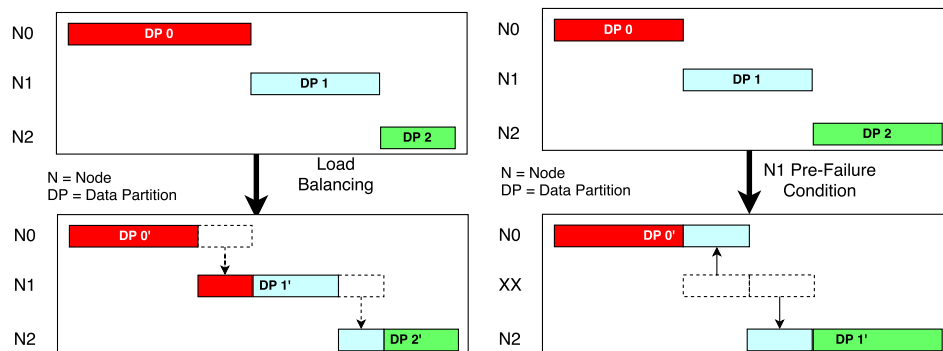 N0
DP 0
N1
DP 1
N2
DP 2
N = Node
DP = Data Partition
Load
Balancing
N0
DP 0'
N1
DP 1'
N2
DP 2'
N0
DP 0
N1
DP 1
N2
DP 2
N = Node
DP = Data Partition
N1 Pre-Failure
Condition
N0
DP 0'
XX
N2
DP 1'